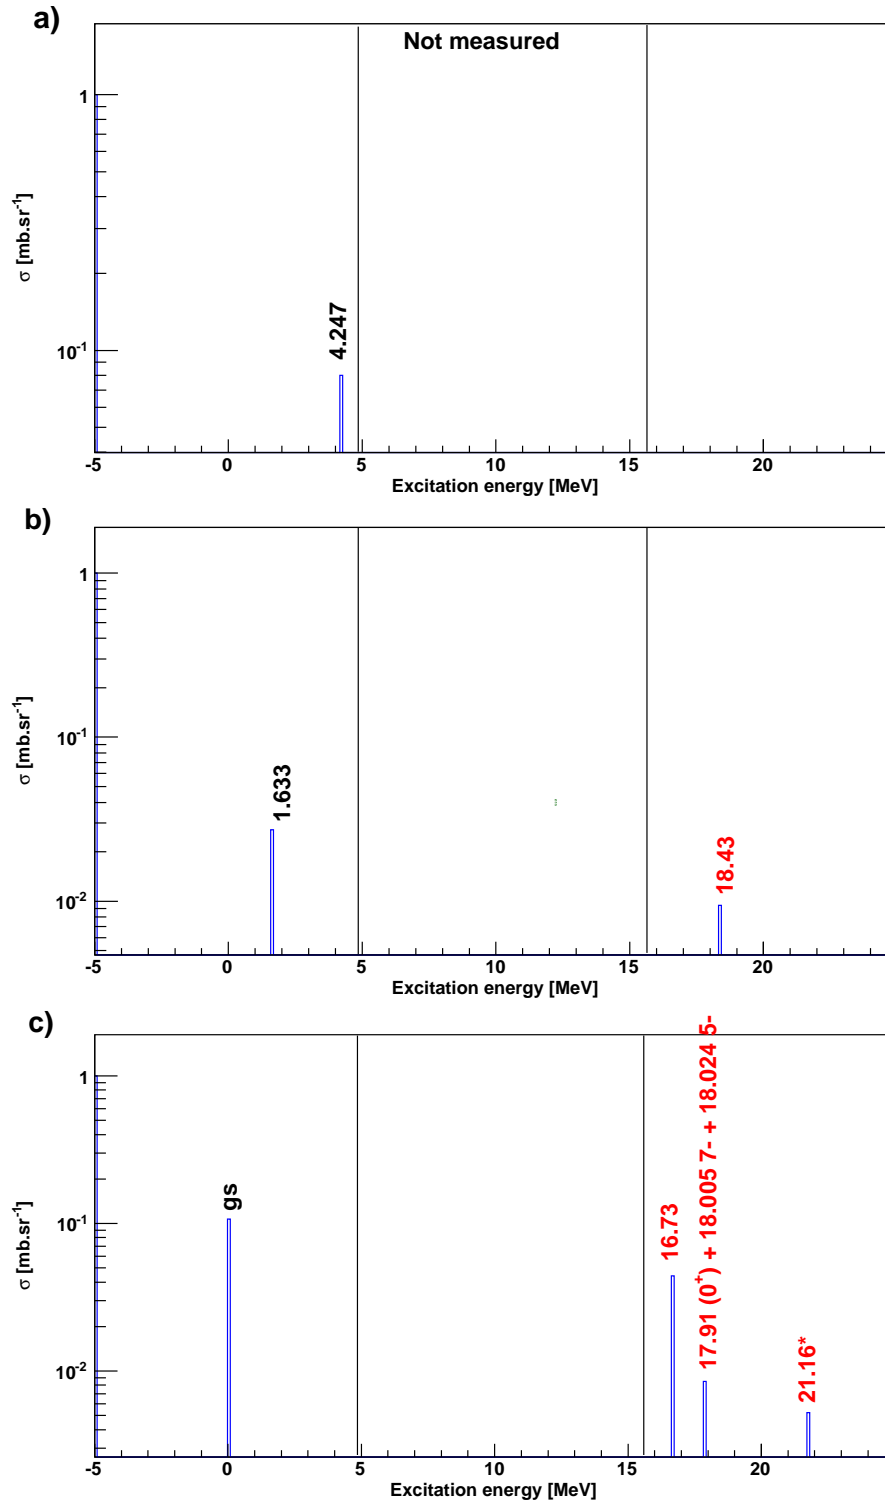 a)
Not measured
σ [mb.sr⁻¹]
1
10⁻¹
4.247
-5 0 5 10 15 20
Excitation energy [MeV]
b)
σ [mb.sr⁻¹]
1
10⁻¹
10⁻²
1.633
18.43
-5 0 5 10 15 20
Excitation energy [MeV]
c)
σ [mb.sr⁻¹]
1
10⁻¹
10⁻²
gs
16.73
17.91 (0⁺) + 18.005 7- + 18.024 5-
21.16*
-5 0 5 10 15 20
Excitation energy [MeV]